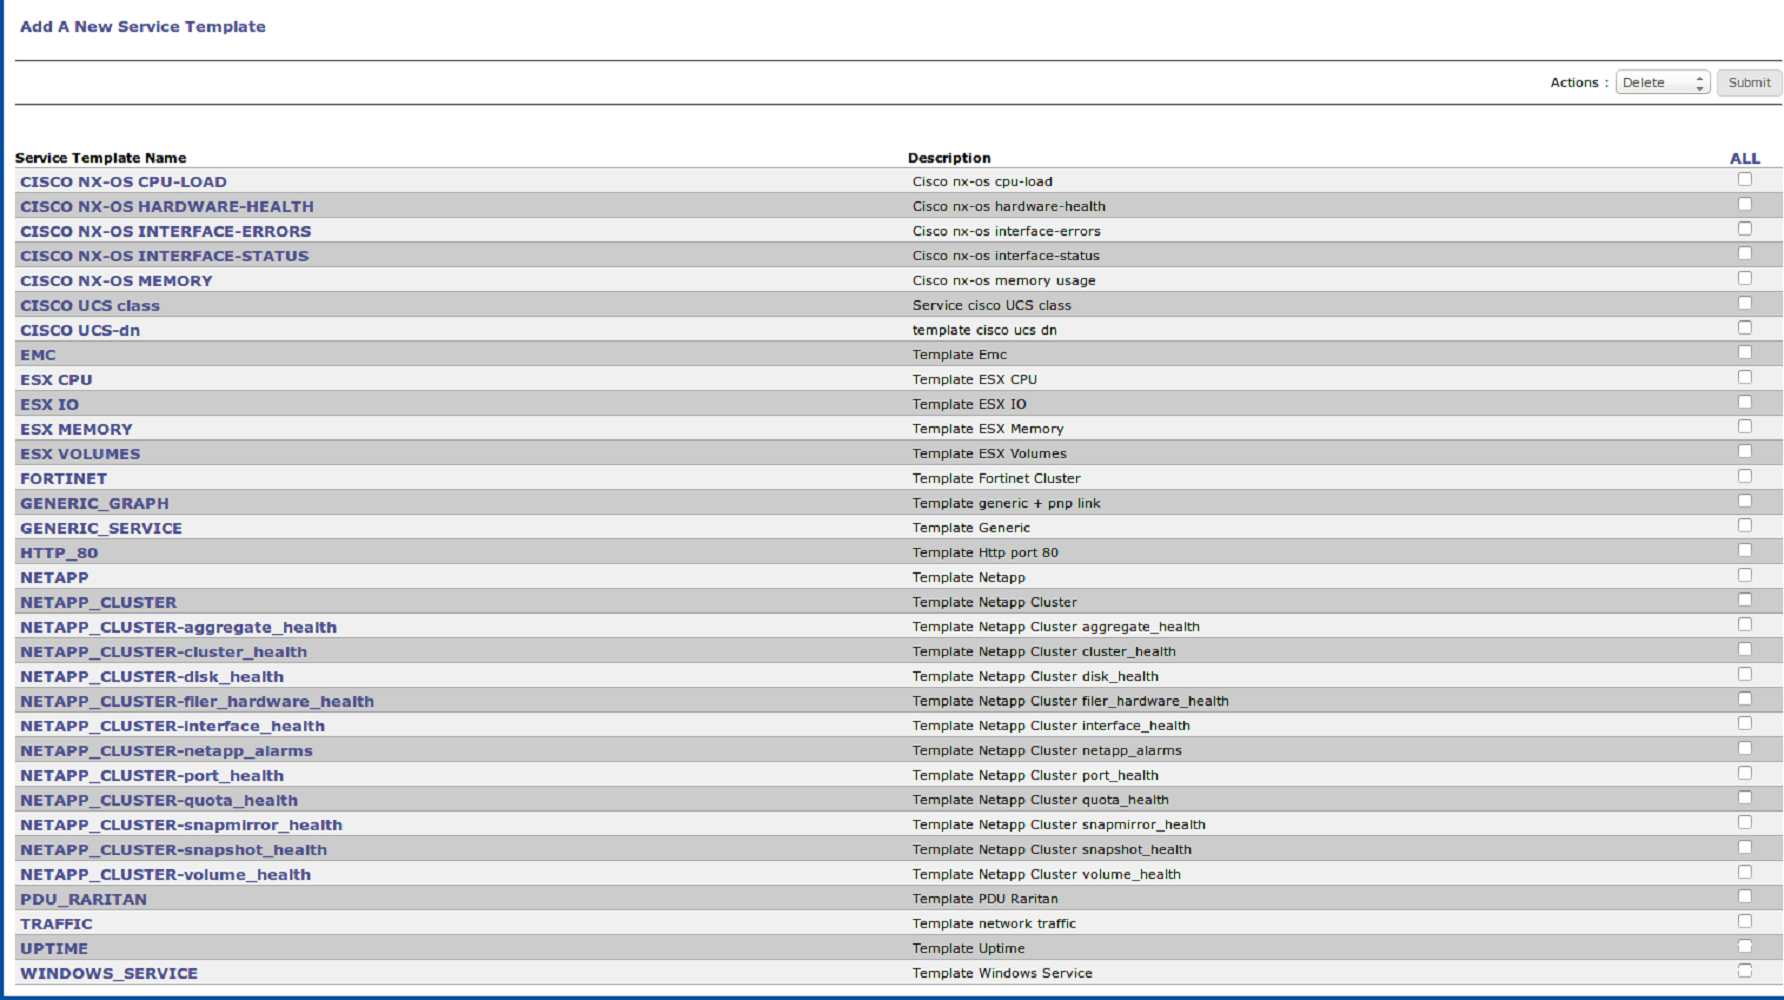 Add A New Service Template
Actions : Delete Submit
Service Template Name Description ALL
CISCO NX-OS CPU-LOAD Cisco nx-os cpu-load
CISCO NX-OS HARDWARE-HEALTH Cisco nx-os hardware-health
CISCO NX-OS INTERFACE-ERRORS Cisco nx-os interface-errors
CISCO NX-OS INTERFACE-STATUS Cisco nx-os interface-status
CISCO NX-OS MEMORY Cisco nx-os memory usage
CISCO UCS class Service cisco UCS class
CISCO UCS-dn template cisco ucs dn
EMC Template Emc
ESX CPU Template ESX CPU
ESX IO Template ESX IO
ESX MEMORY Template ESX Memory
ESX VOLUMES Template ESX Volumes
FORTINET Template Fortinet Cluster
GENERIC_GRAPH Template generic + pnp link
GENERIC_SERVICE Template Generic
HTTP_80 Template Http port 80
NETAPP Template Netapp
NETAPP_CLUSTER Template Netapp Cluster
NETAPP_CLUSTER-aggregate_health Template Netapp Cluster aggregate_health
NETAPP_CLUSTER-cluster_health Template Netapp Cluster cluster_health
NETAPP_CLUSTER-disk_health Template Netapp Cluster disk_health
NETAPP_CLUSTER-filer_hardware_health Template Netapp Cluster filer_hardware_health
NETAPP_CLUSTER-interface_health Template Netapp Cluster interface_health
NETAPP_CLUSTER-netapp_alarms Template Netapp Cluster netapp_alarms
NETAPP_CLUSTER-port_health Template Netapp Cluster port_health
NETAPP_CLUSTER-quota_health Template Netapp Cluster quota_health
NETAPP_CLUSTER-snapmirror_health Template Netapp Cluster snapmirror_health
NETAPP_CLUSTER-snapshot_health Template Netapp Cluster snapshot_health
NETAPP_CLUSTER-volume_health Template Netapp Cluster volume_health
PDU_RARITAN Template PDU Raritan
TRAFFIC Template network traffic
UPTIME Template Uptime
WINDOWS_SERVICE Template Windows Service